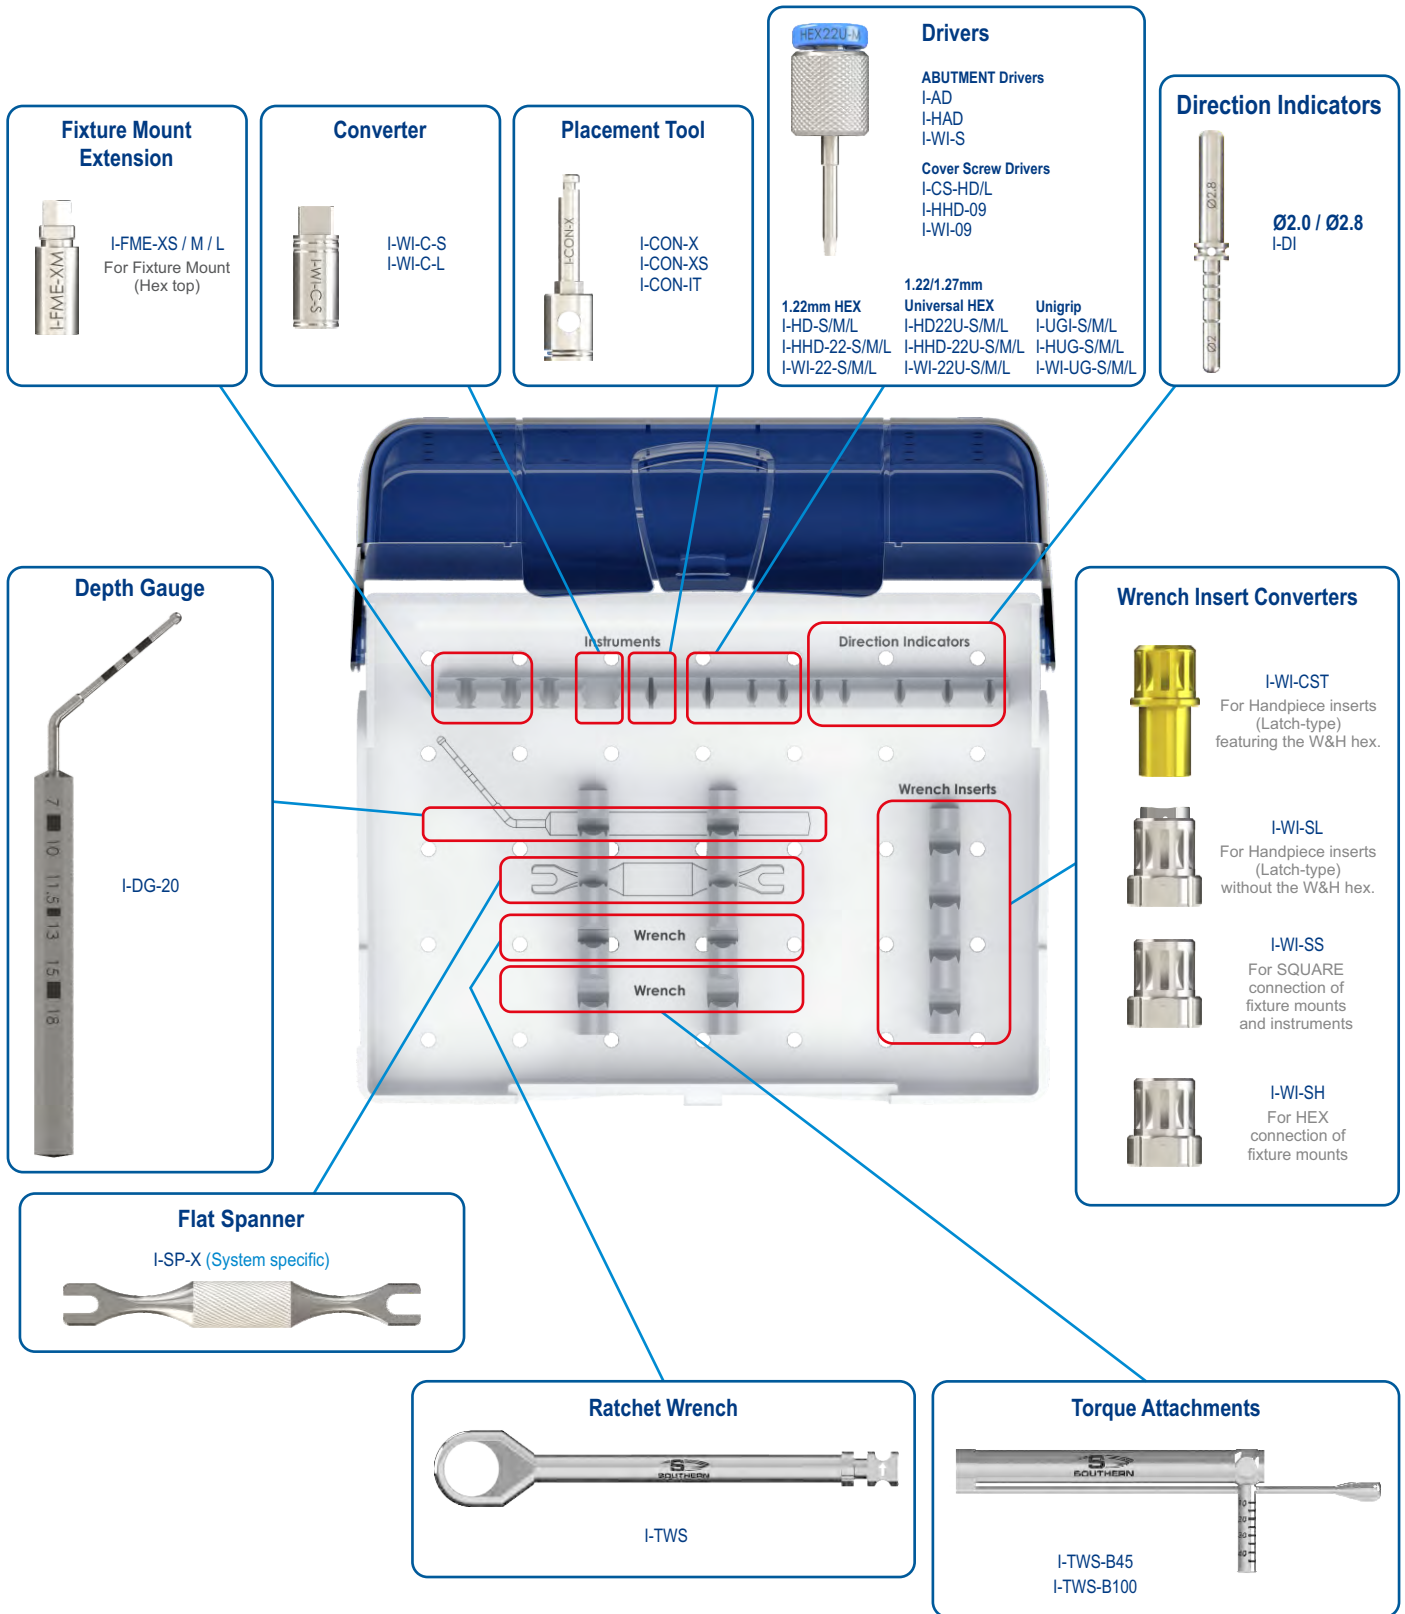 Fixture Mount
Extension
I-FME-XM
I-FME-XS / M / L
For Fixture Mount
(Hex top)
Converter
I-WI-C-S
I-WI-C-S
I-WI-C-L
Placement Tool
I-CON-X
I-CON-X
I-CON-XS
I-CON-IT
HEX22U-M
Drivers
ABUTMENT Drivers
I-AD
I-HAD
I-WI-S
Cover Screw Drivers
I-CS-HD/L
I-HHD-09
I-WI-09
1.22mm HEX
I-HD-S/M/L
I-HHD-22-S/M/L
I-WI-22-S/M/L
1.22/1.27mm
Universal HEX
I-HD22U-S/M/L
I-HHD-22U-S/M/L
I-WI-22U-S/M/L
Unigrip
I-UGI-S/M/L
I-HUG-S/M/L
I-WI-UG-S/M/L
Direction Indicators
Ø2.8
Ø2
Ø2.0 / Ø2.8
I-DI
Instruments
Direction Indicators
Wrench Inserts
Wrench
Wrench
Depth Gauge
7 10 11.5 13 15 18
I-DG-20
Wrench Insert Converters
I-WI-CST
For Handpiece inserts
(Latch-type)
featuring the W&H hex.
I-WI-SL
For Handpiece inserts
(Latch-type)
without the W&H hex.
I-WI-SS
For SQUARE
connection of
fixture mounts
and instruments
I-WI-SH
For HEX
connection of
fixture mounts
Flat Spanner
I-SP-X (System specific)
Ratchet Wrench
S
SOUTHERN
I-TWS
Torque Attachments
S
SOUTHERN
20
30
40
I-TWS-B45
I-TWS-B100